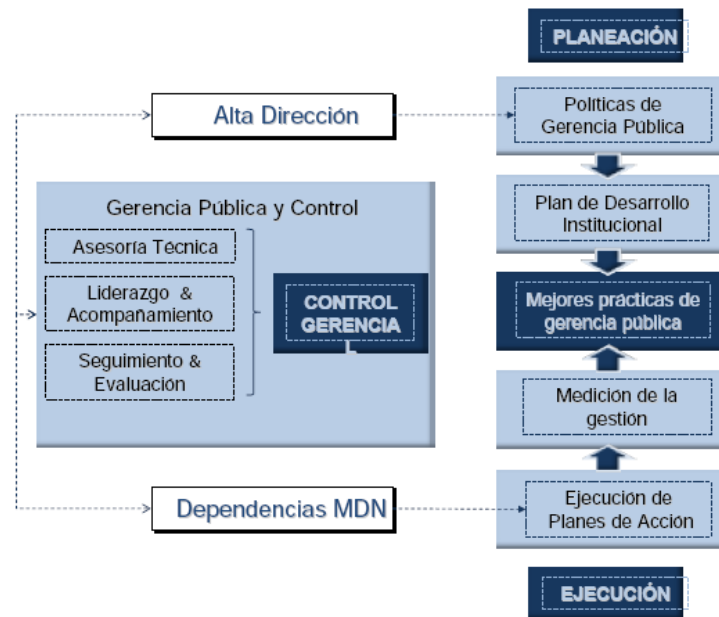 PLANEACIÓN
Alta Dirección
Políticas de
Gerencia Pública
Gerencia Pública y Control
Asesoría Técnica
Liderazgo & 
Acompañamiento
Seguimiento &
Evaluación
CONTROL
GERENCIA
L
Plan de Desarrollo
Institucional
Mejores prácticas de
gerencia pública
Medición de la
gestión
Dependencias MDN
Ejecución de
Planes de Acción
EJECUCIÓN